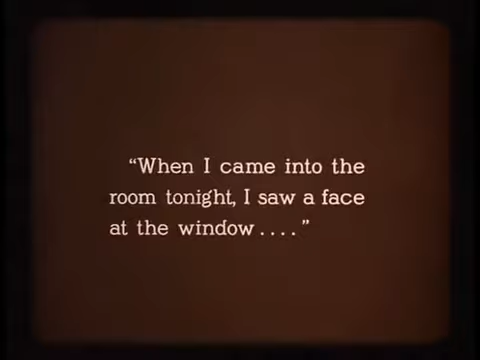 “When I came into the
room tonight, I saw a face
at the window . . . . ”